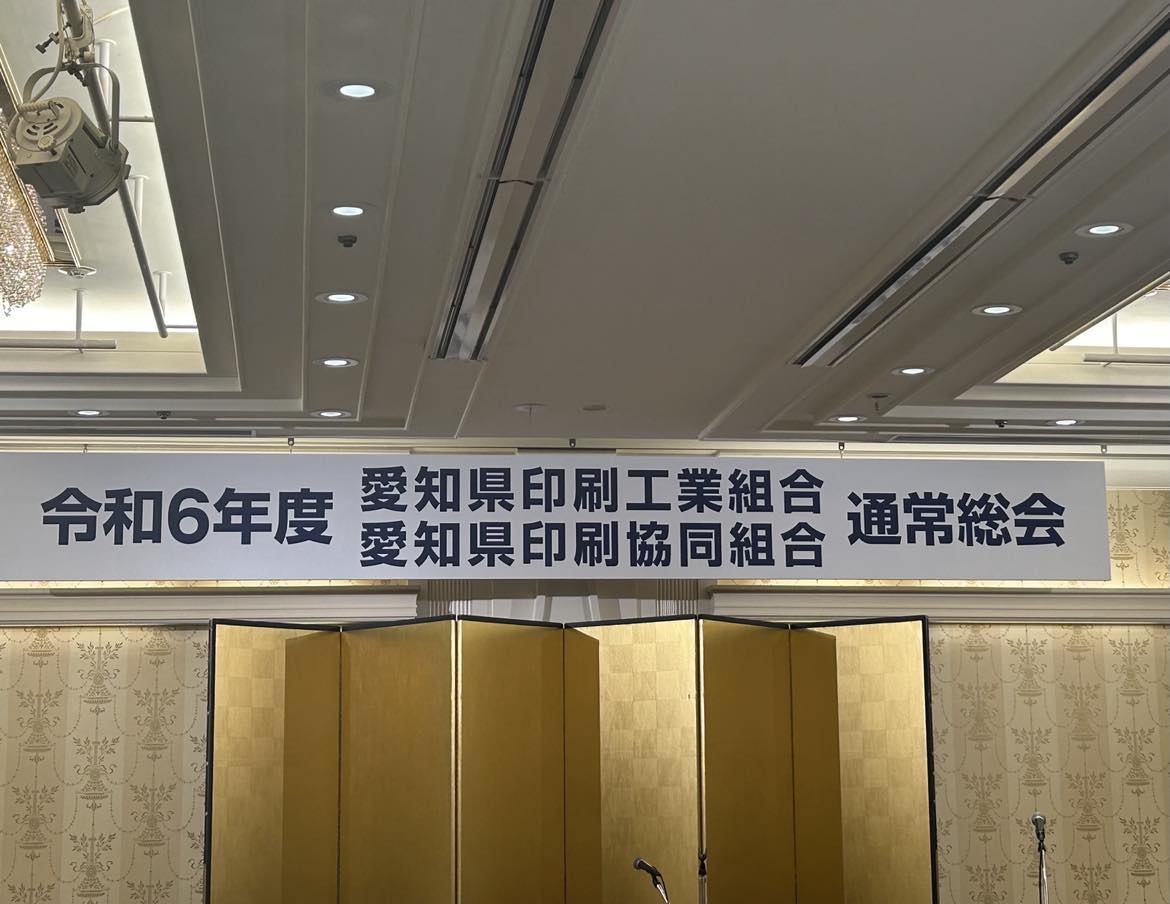 令和6年度
愛知県印刷工業組合
愛知県印刷協同組合
通常総会